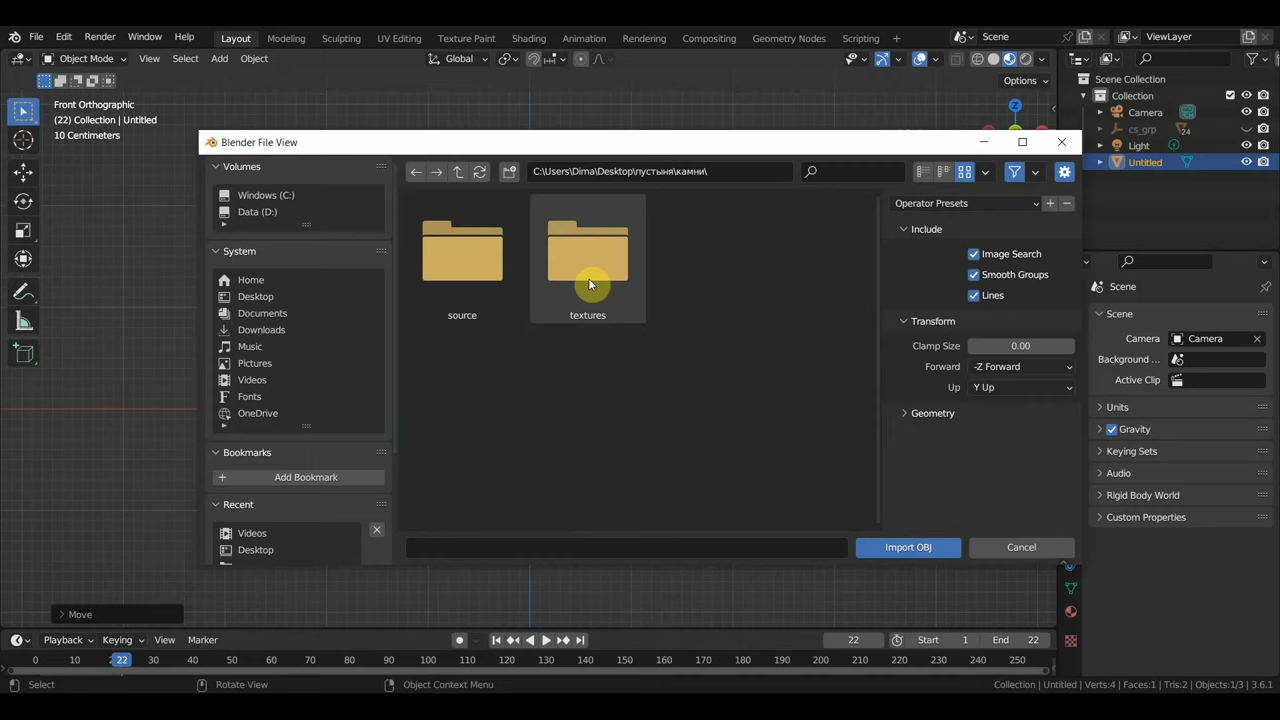 File Edit Render Window Help Layout Modeling Sculpting UV Editing Texture Paint Shading Animation Rendering Compositing Geometry Nodes Scripting + Scene ViewLayer
Object Mode View Select Add Object Global
Options
Front Orthographic
(22) Collection | Untitled
10 Centimeters
Z
Scene Collection
Collection
Camera
cs_grp 24
Light
Untitled
Blender File View
Volumes
Windows (C:)
Data (D:)
System
Home
Desktop
Documents
Downloads
Music
Pictures
Videos
Fonts
OneDrive
Bookmarks
Add Bookmark
Recent
Videos
Desktop
C:\Users\Dima\Desktop\пустыня\камни\
source textures
Operator Presets
Include
Image Search
Smooth Groups
Lines
Transform
Clamp Size 0.00
Forward -Z Forward
Up Y Up
Geometry
Import OBJ Cancel
Scene
Scene
Camera Camera
Background ...
Active Clip
Units
Gravity
Keying Sets
Audio
Rigid Body World
Custom Properties
Move
Playback Keying View Marker 22 Start 1 End 22
0 10 22 30 40 50 60 70 80 90 100 110 120 130 140 150 160 170 180 190 200 210 220 230 240 250
Select Rotate View Object Context Menu Collection | Untitled | Verts:4 | Faces:1 | Tris:2 | Objects:1/3 | 3.6.1